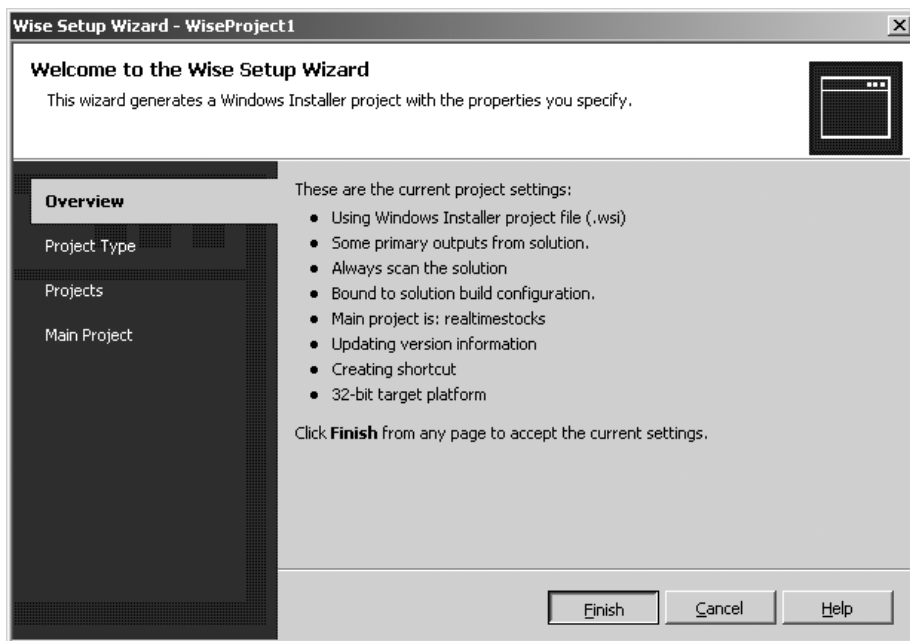 Wise Setup Wizard - WiseProject1
Welcome to the Wise Setup Wizard
This wizard generates a Windows Installer project with the properties you specify.
Overview
Project Type
Projects
Main Project
These are the current project settings:
• Using Windows Installer project file (.wsi)
• Some primary outputs from solution.
• Always scan the solution
• Bound to solution build configuration.
• Main project is: realtimestocks
• Updating version information
• Creating shortcut
• 32-bit target platform
Click Finish from any page to accept the current settings.
Finish
Cancel
Help